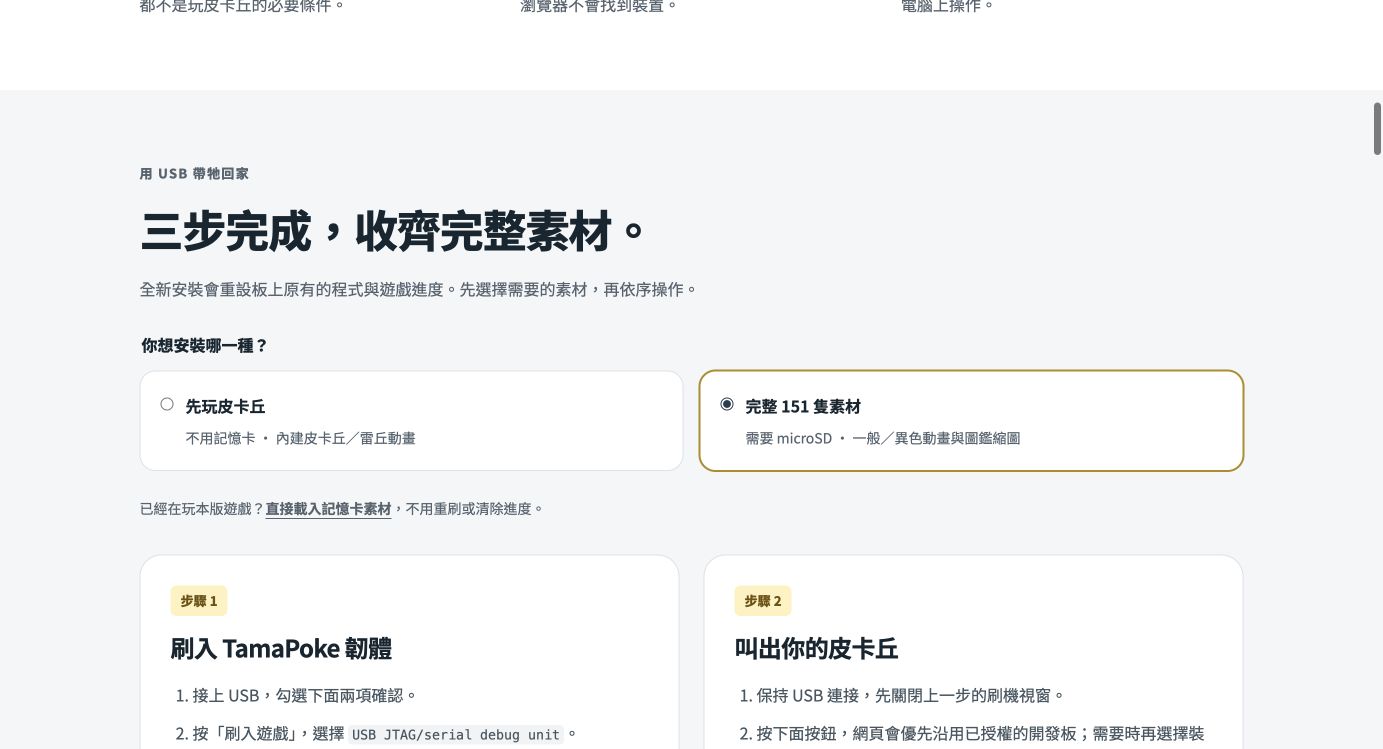 都不是玩皮卡丘的必要條件。
瀏覽器不會找到裝置。
電腦上操作。
用 USB 帶牠回家
三步完成，收齊完整素材。
全新安裝會重設板上原有的程式與遊戲進度。先選擇需要的素材，再依序操作。
你想安裝哪一種？
先玩皮卡丘
不用記憶卡 · 內建皮卡丘／雷丘動畫
完整 151 隻素材
需要 microSD · 一般／異色動畫與圖鑑縮圖
已經在玩本版遊戲？直接載入記憶卡素材，不用重刷或清除進度。
步驟 1
刷入 TamaPoke 韌體
1. 接上 USB，勾選下面兩項確認。
2. 按「刷入遊戲」，選擇 USB JTAG/serial debug unit。
步驟 2
叫出你的皮卡丘
1. 保持 USB 連接，先關閉上一步的刷機視窗。
2. 按下面按鈕，網頁會優先沿用已授權的開發板；需要時再選擇裝